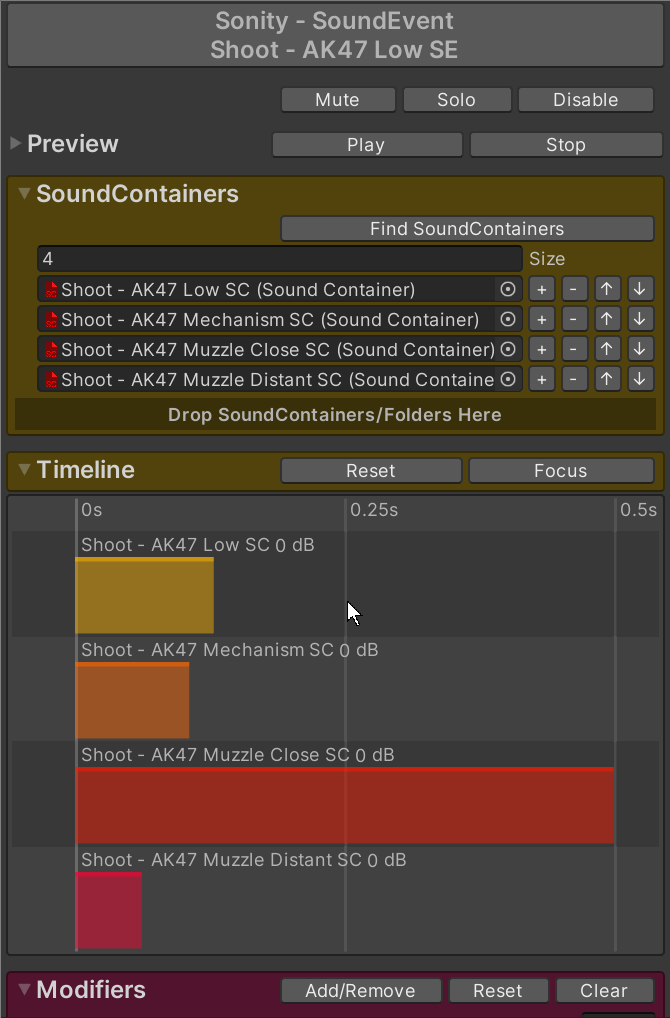 Sonity - SoundEvent
Shoot - AK47 Low SE
Mute Solo Disable
Preview Play Stop
SoundContainers
Find SoundContainers
4 Size
Shoot - AK47 Low SC (Sound Container) + - ↑ ↓
Shoot - AK47 Mechanism SC (Sound Container) + - ↑ ↓
Shoot - AK47 Muzzle Close SC (Sound Container) + - ↑ ↓
Shoot - AK47 Muzzle Distant SC (Sound Containe + - ↑ ↓
Drop SoundContainers/Folders Here
Timeline Reset Focus
0s 0.25s 0.5s
Shoot - AK47 Low SC 0 dB
Shoot - AK47 Mechanism SC 0 dB
Shoot - AK47 Muzzle Close SC 0 dB
Shoot - AK47 Muzzle Distant SC 0 dB
Modifiers Add/Remove Reset Clear